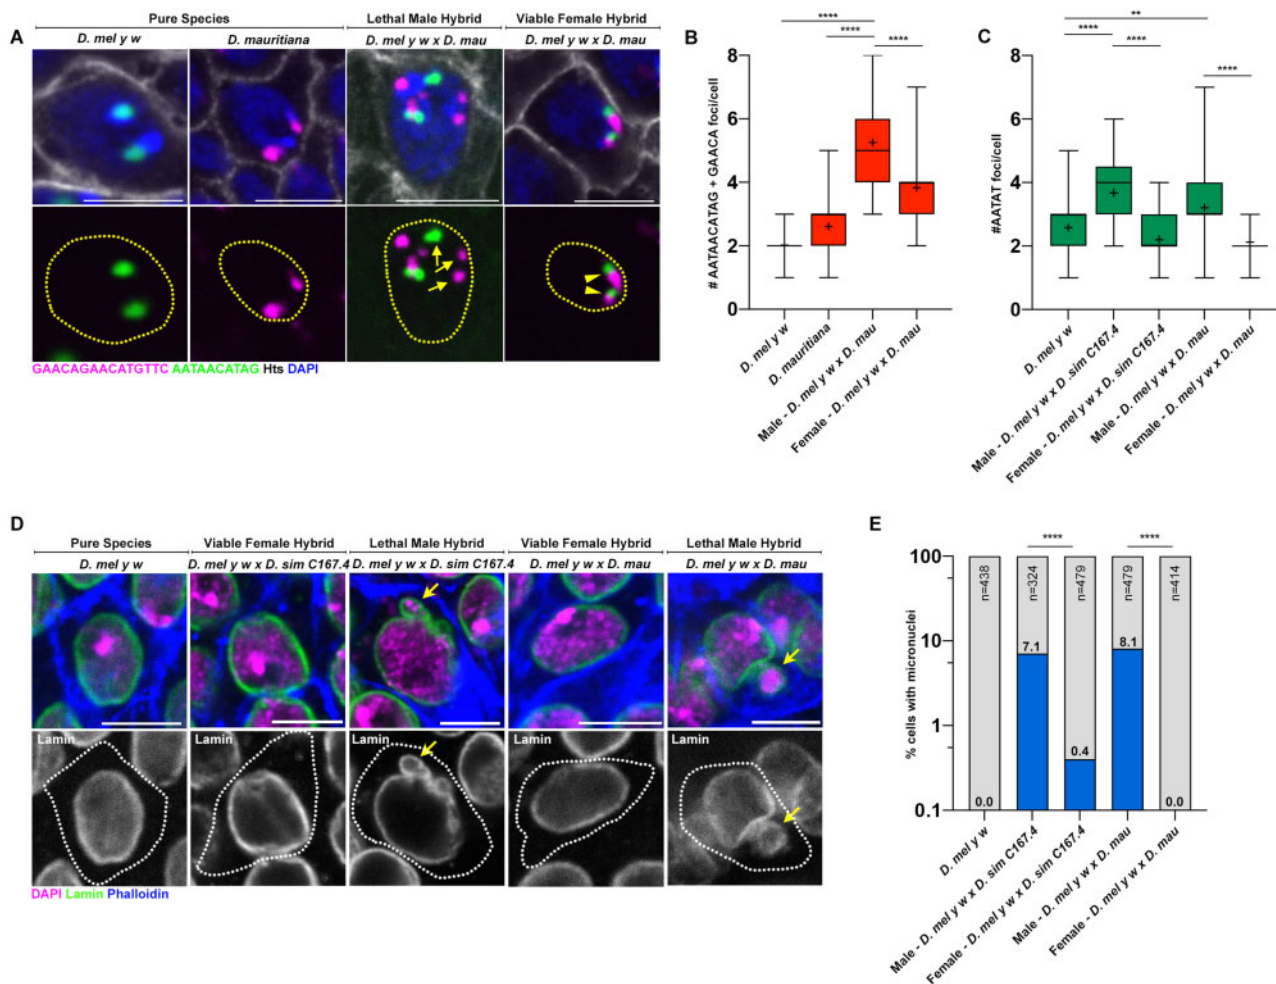 Pure Species Lethal Male Hybrid Viable Female Hybrid
A D. mel y w D. mauritiana D. mel y w x D. mau D. mel y w x D. mau
GAACAGAACATGTTC AATAACATAG Hts DAPI
B
****
**** ****
# AATAACATAG + GAACA foci/cell
8
6
4
2
0
D. mel y w
D. mauritiana
Male - D. mel y w x D. mau
Female - D. mel y w x D. mau
C
**
**** ****
****
#AATAT foci/cell
8
6
4
2
0
D. mel y w
Male - D. mel y w x D .sim C167.4
Female - D. mel y w x D. sim C167.4
Male - D. mel y w x D. mau
Female - D. mel y w x D. mau
D
Pure Species Viable Female Hybrid Lethal Male Hybrid Viable Female Hybrid Lethal Male Hybrid
D. mel y w D. mel y w x D. sim C167.4 D. mel y w x D. sim C167.4 D. mel y w x D. mau D. mel y w x D. mau
Lamin Lamin Lamin Lamin Lamin
DAPI Lamin Phalloidin
E
**** ****
% cells with micronuclei
100
10
1
0.1
n=438 n=324 n=479 n=479 n=414
0.0 7.1 0.4 8.1 0.0
D. mel y w
Male - D. mel y w x D. sim C167.4
Female - D. mel y w x D. sim C167.4
Male - D. mel y w x D. mau
Female - D. mel y w x D. mau